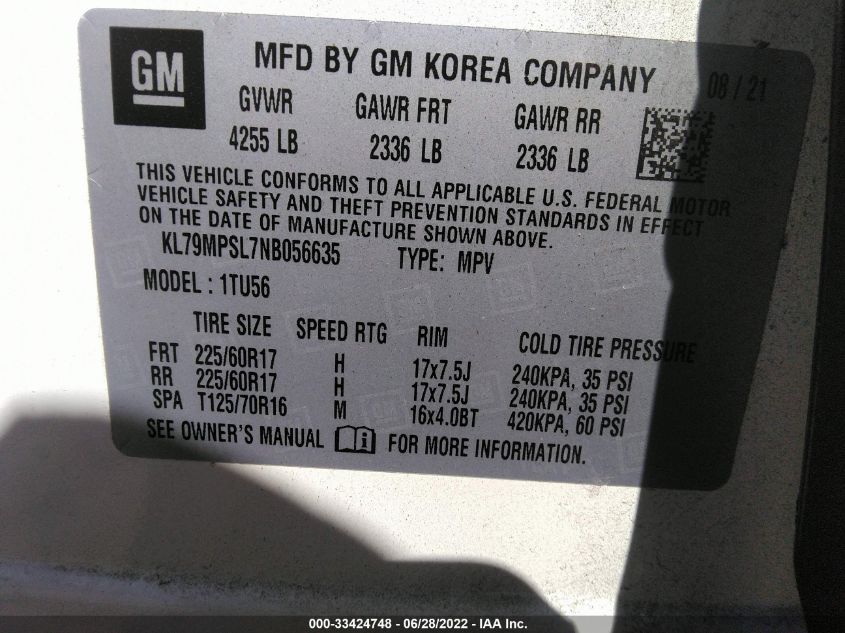 GM
MFD BY GM KOREA COMPANY 08 / 21
GVWR GAWR FRT GAWR RR
4255 LB 2336 LB 2336 LB
THIS VEHICLE CONFORMS TO ALL APPLICABLE U.S. FEDERAL MOTOR
VEHICLE SAFETY AND THEFT PREVENTION STANDARDS IN EFFECT
ON THE DATE OF MANUFACTURE SHOWN ABOVE.
KL79MPSL7NB056635 TYPE: MPV
MODEL : 1TU56
TIRE SIZE SPEED RTG RIM COLD TIRE PRESSURE
FRT 225/60R17 H 17x7.5J 240KPA, 35 PSI
RR 225/60R17 H 17x7.5J 240KPA, 35 PSI
SPA T125/70R16 M 16x4.0BT 420KPA, 60 PSI
SEE OWNER'S MANUAL i FOR MORE INFORMATION.
000-33424748 - 06/28/2022 - IAA Inc.